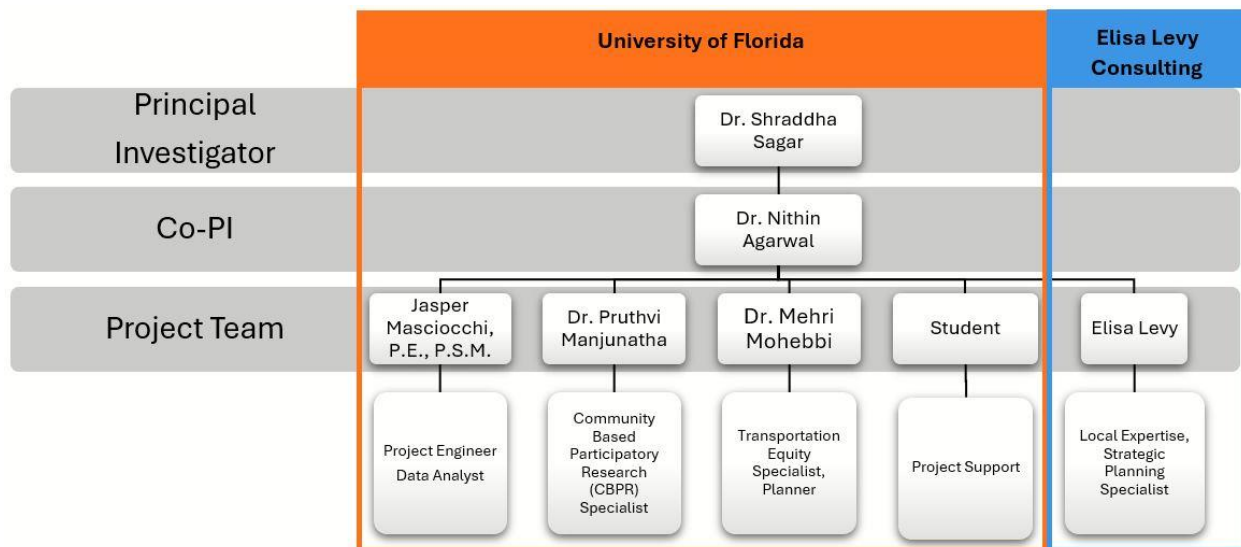 University of Florida
Elisa Levy
Consulting
Principal
Investigator
Dr. Shraddha
Sagar
Co-PI
Dr. Nithin
Agarwal
Project Team
Jasper
Masciocchi,
P.E., P.S.M.
Dr. Pruthvi
Manjunatha
Dr. Mehri
Mohebbi
Student
Elisa Levy
Project Engineer
Data Analyst
Community
Based
Participatory
Research
(CBPR)
Specialist
Transportation
Equity
Specialist,
Planner
Project Support
Local Expertise,
Strategic
Planning
Specialist